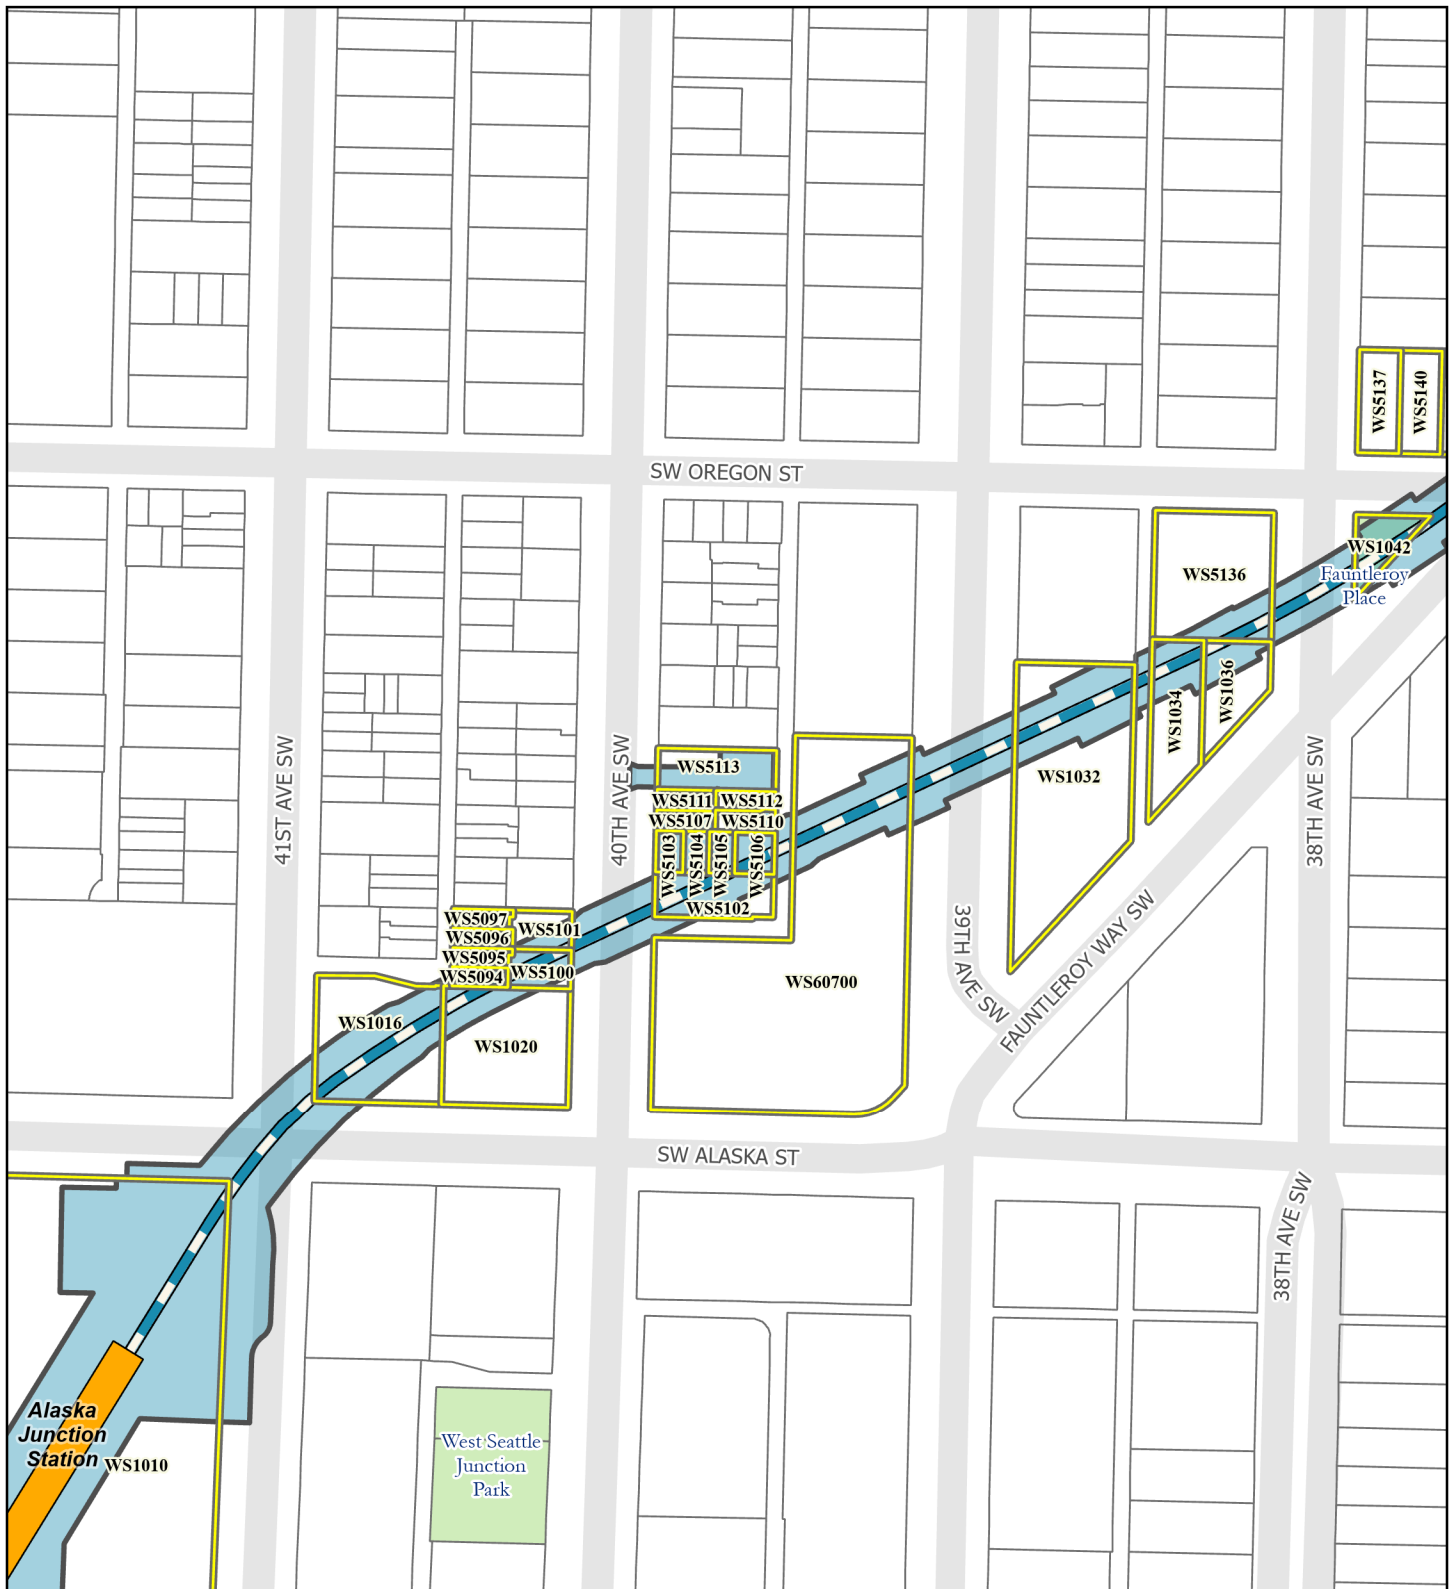 WS5137
WS5140
SW OREGON ST
WS1042
Fauntleroy
Place
WS5136
WS1036
WS1034
WS1032
41ST AVE SW
40TH AVE SW
38TH AVE SW
WS5113
WS5111
WS5112
WS5107
WS5110
WS5103
WS5104
WS5105
WS5106
WS5102
WS5097
WS5101
WS5096
WS5095
WS5100
WS5094
WS60700
39TH AVE SW
FAUNTLEROY WAY SW
WS1016
WS1020
SW ALASKA ST
38TH AVE SW
Alaska
Junction
Station
WS1010
West Seattle
Junction
Park